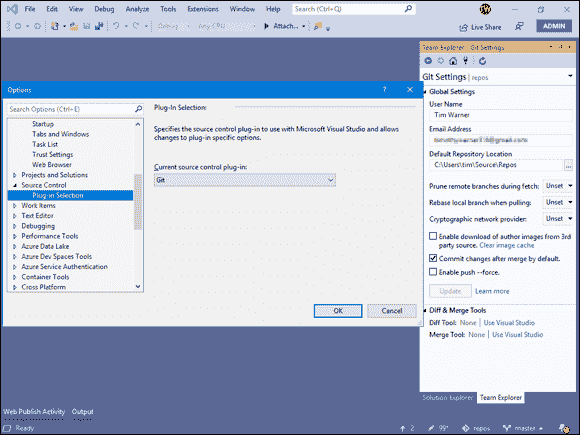 File Edit View Debug Analyze Tools Extensions Window Help
Search (Ctrl+Q)
Debug Any CPU Attach...
Live Share ADMIN
Team Explorer - Git Settings
Git Settings | repos
Global Settings
User Name
Tim Warner
Email Address
Default Repository Location
C:\Users\tim\Source\Repos ...
Prune remote branches during fetch: Unset
Rebase local branch when pulling: Unset
Cryptographic network provider: Unset
Enable download of author images from 3rd
party source. Clear image cache
Commit changes after merge by default.
Enable push --force.
Update Learn more
Diff & Merge Tools
Diff Tool: None | Use Visual Studio
Merge Tool: None | Use Visual Studio
Solution Explorer Team Explorer
Options ? 
Search Options (Ctrl+E)
Startup
Tabs and Windows
Task List
Trust Settings
Web Browser
Projects and Solutions
Source Control
Plug-in Selection
Work Items
Text Editor
Debugging
Performance Tools
Azure Data Lake
Azure Dev Spaces Tools
Azure Service Authentication
Container Tools
Cross Platform
Plug-in Selection:
Specifies the source control plug-in to use with Microsoft Visual Studio and allows
changes to plug-in specific options.
Current source control plug-in:
Git
OK Cancel
Web Publish Activity Output
Ready 2 99+ repos master